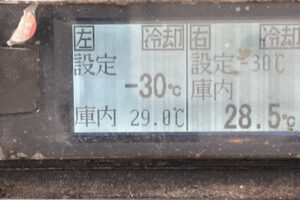 左 冷却
設定
-30℃
庫内 29.0℃
右 冷却
設定-30℃
庫内
28.5℃